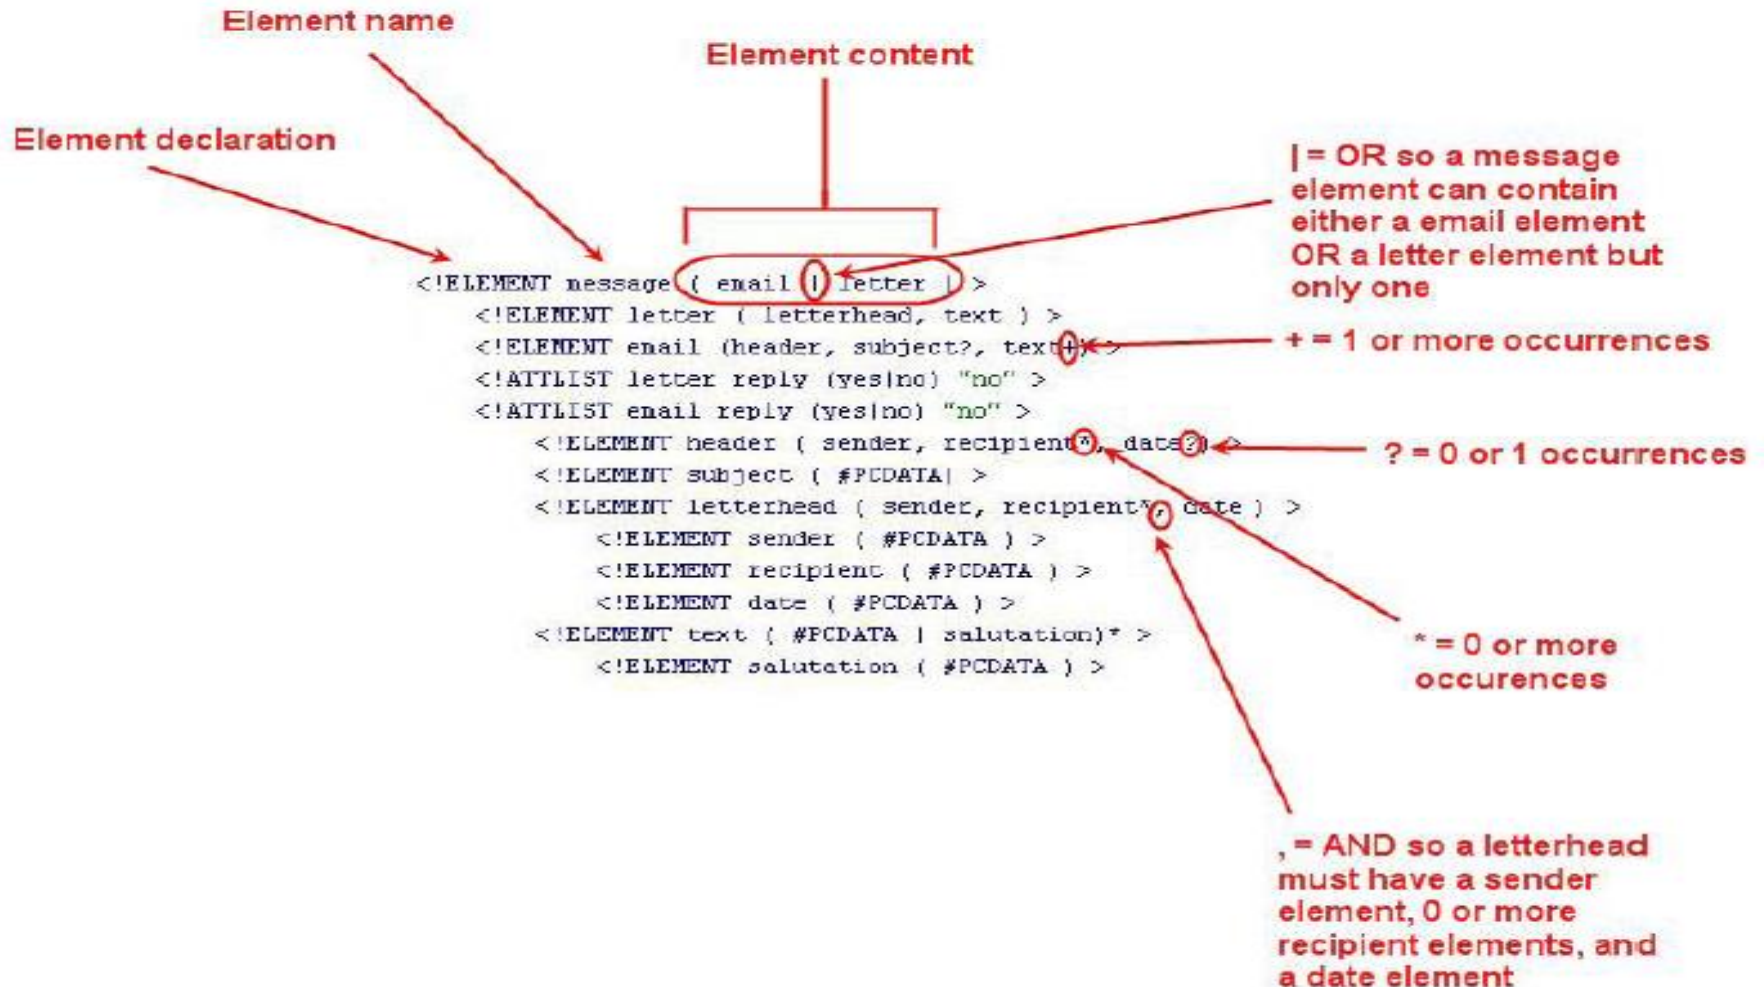 Element name
Element content
Element declaration
| = OR so a message
element can contain
either a email element
OR a letter element but
only one
<!ELEMENT message ( email | letter ) >
<!ELEMENT letter ( letterhead, text ) >
<!ELEMENT email (header, subject?, text+) >
+ = 1 or more occurrences
<!ATTLIST letter reply (yes|no) "no" >
<!ATTLIST email reply (yes|no) "no" >
<!ELEMENT header ( sender, recipient*, date?) >
? = 0 or 1 occurrences
<!ELEMENT subject ( #PCDATA) >
<!ELEMENT letterhead ( sender, recipient*, date ) >
<!ELEMENT sender ( #PCDATA ) >
<!ELEMENT recipient ( #PCDATA ) >
<!ELEMENT date ( #PCDATA ) >
<!ELEMENT text ( #PCDATA | salutation)* >
<!ELEMENT salutation ( #PCDATA ) >
* = 0 or more
occurences
, = AND so a letterhead
must have a sender
element, 0 or more
recipient elements, and
a date element